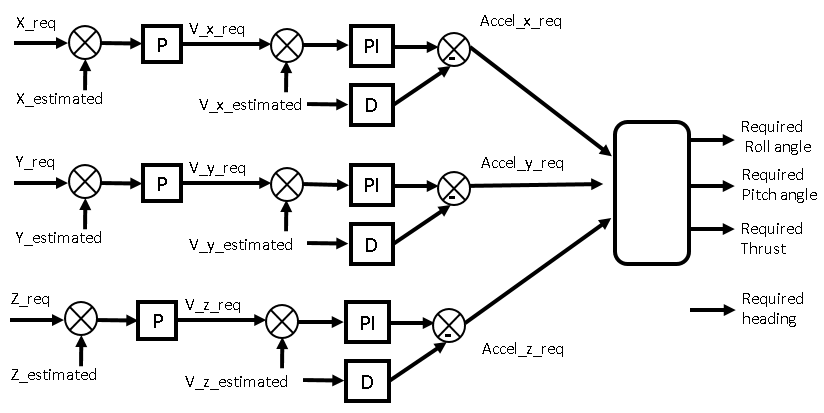 X_req
P
V_x_req
PI
Accel_x_req
-
X_estimated
V_x_estimated
D
Y_req
P
V_y_req
PI
Accel_y_req
-
Y_estimated
V_y_estimated
D
Z_req
P
V_z_req
PI
-
Accel_z_req
Z_estimated
V_z_estimated
D
Required
Roll angle
Required
Pitch angle
Required
Thrust
Required
heading